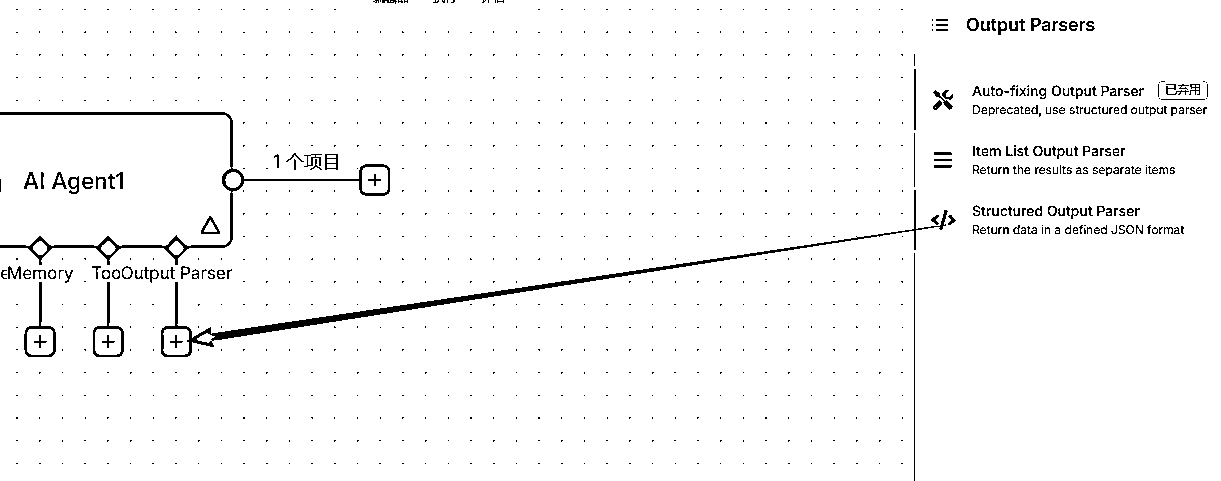 Output Parsers
Auto-fixing Output Parser 已弃用
Deprecated, use structured output parser
1个项目
Item List Output Parser
Return the results as separate items
AI Agent1
Structured Output Parser
Return data in a defined JSON format
Memory TooOutput Parser